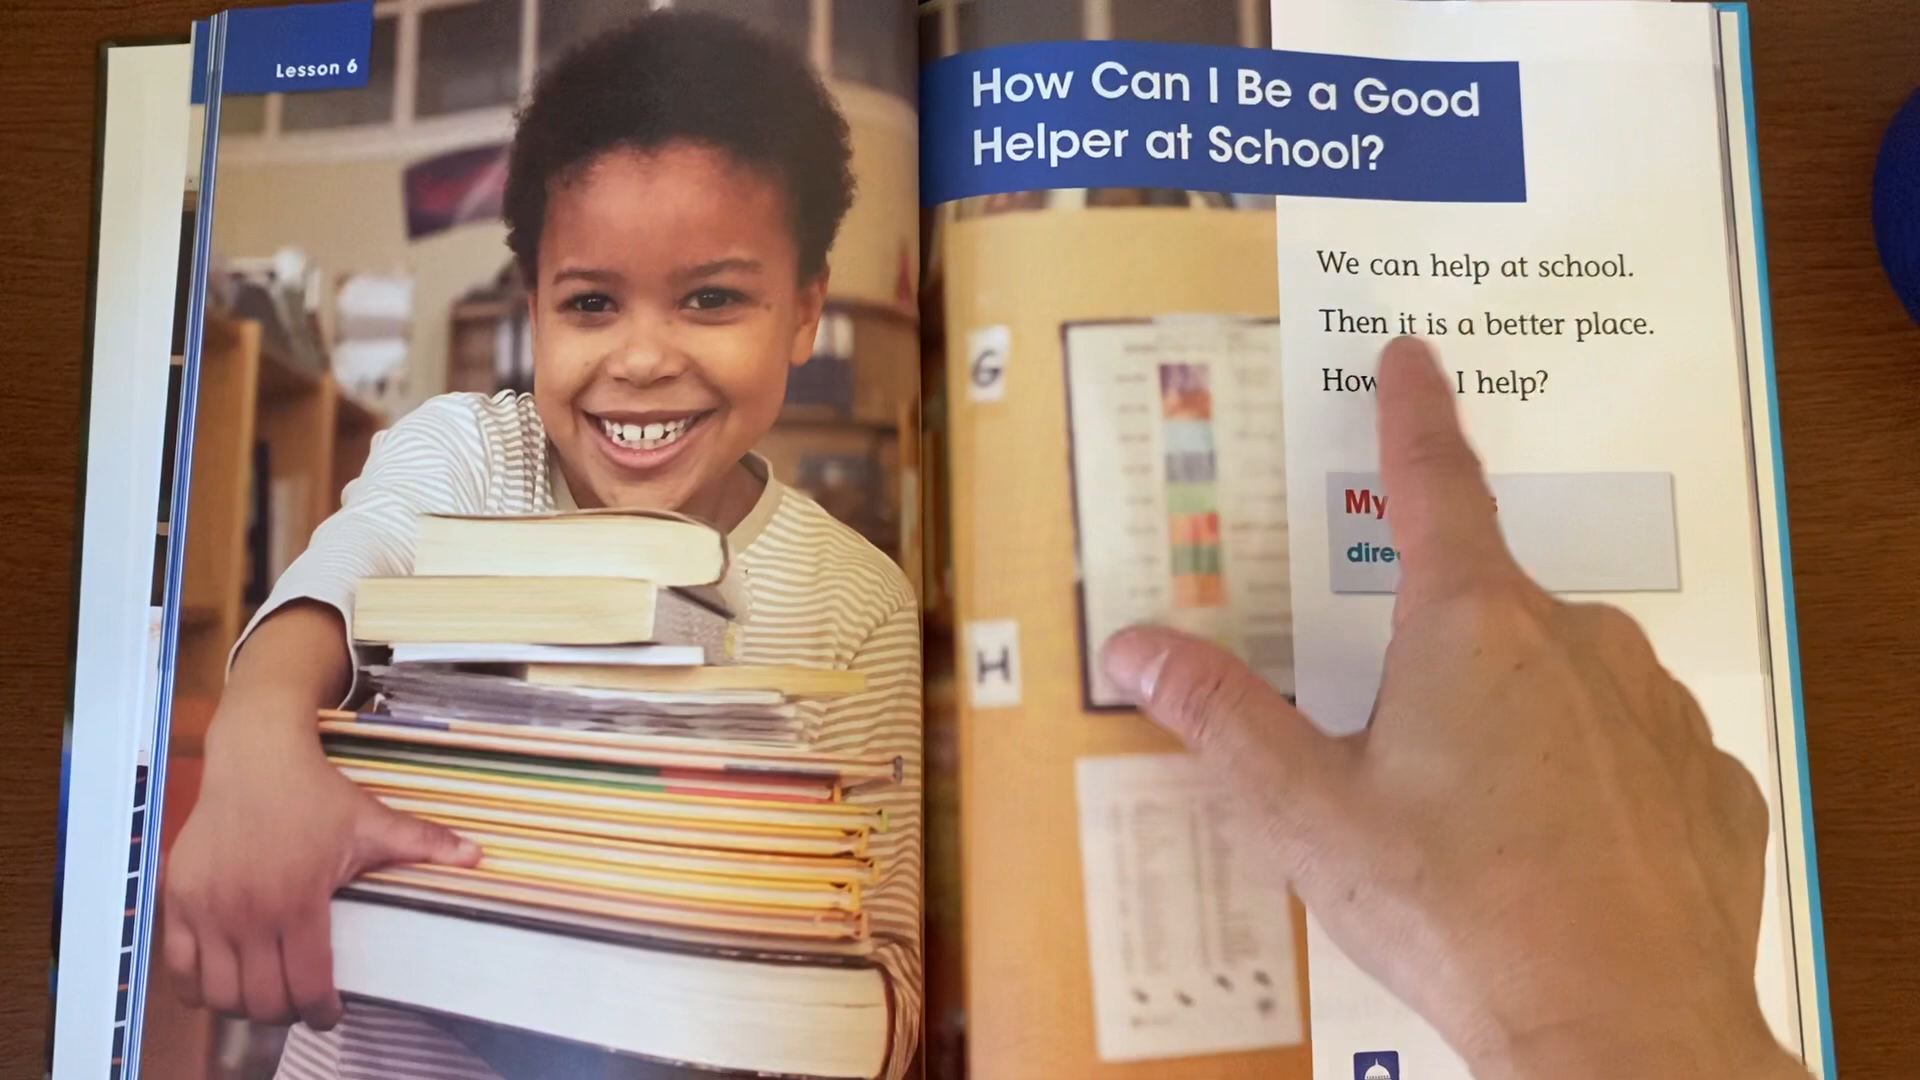 Lesson 6
How Can I Be a Good
Helper at School?
We can help at school.
Then it is a better place.
How I help?
My
G
H